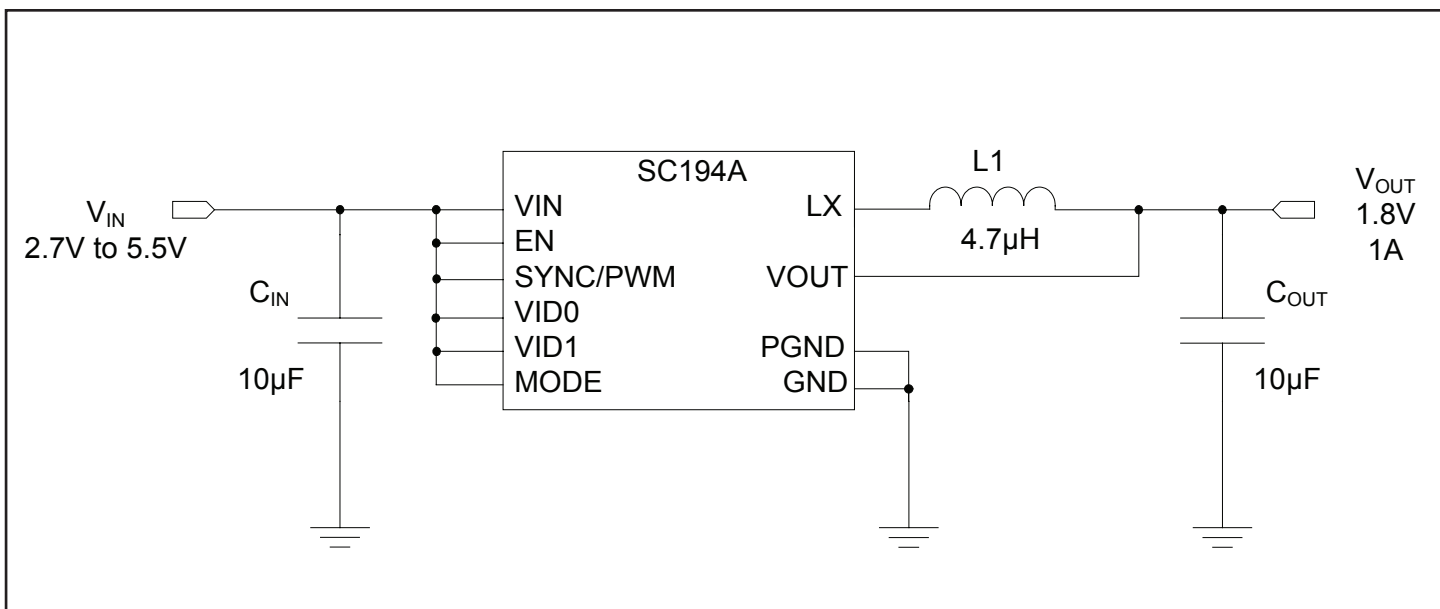 SC194A
V_IN
2.7V to 5.5V
C_IN
10µF
VIN
EN
SYNC/PWM
VID0
VID1
MODE
LX
VOUT
PGND
GND
L1
4.7µH
V_OUT
1.8V
1A
C_OUT
10µF